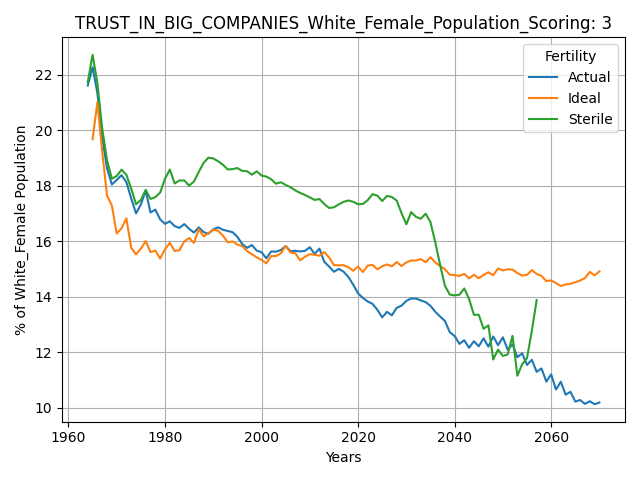 TRUST_IN_BIG_COMPANIES_White_Female_Population_Scoring: 3
Fertility
Actual
Ideal
Sterile
% of White_Female Population
22
20
18
16
14
12
10
1960
1980
2000
2020
2040
2060
Years